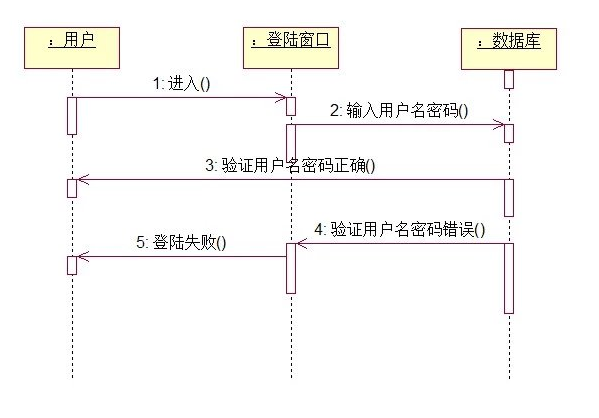 ：用户
：登陆窗口
：数据库
1: 进入()
2: 输入用户名密码()
3: 验证用户名密码正确()
4: 验证用户名密码错误()
5: 登陆失败()